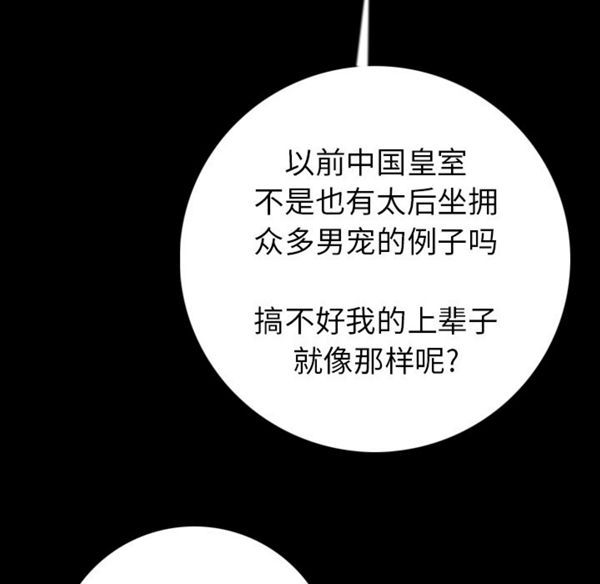 以前中国皇室
不是也有太后坐拥
众多男宠的例子吗
搞不好我的上辈子
就像那样呢?